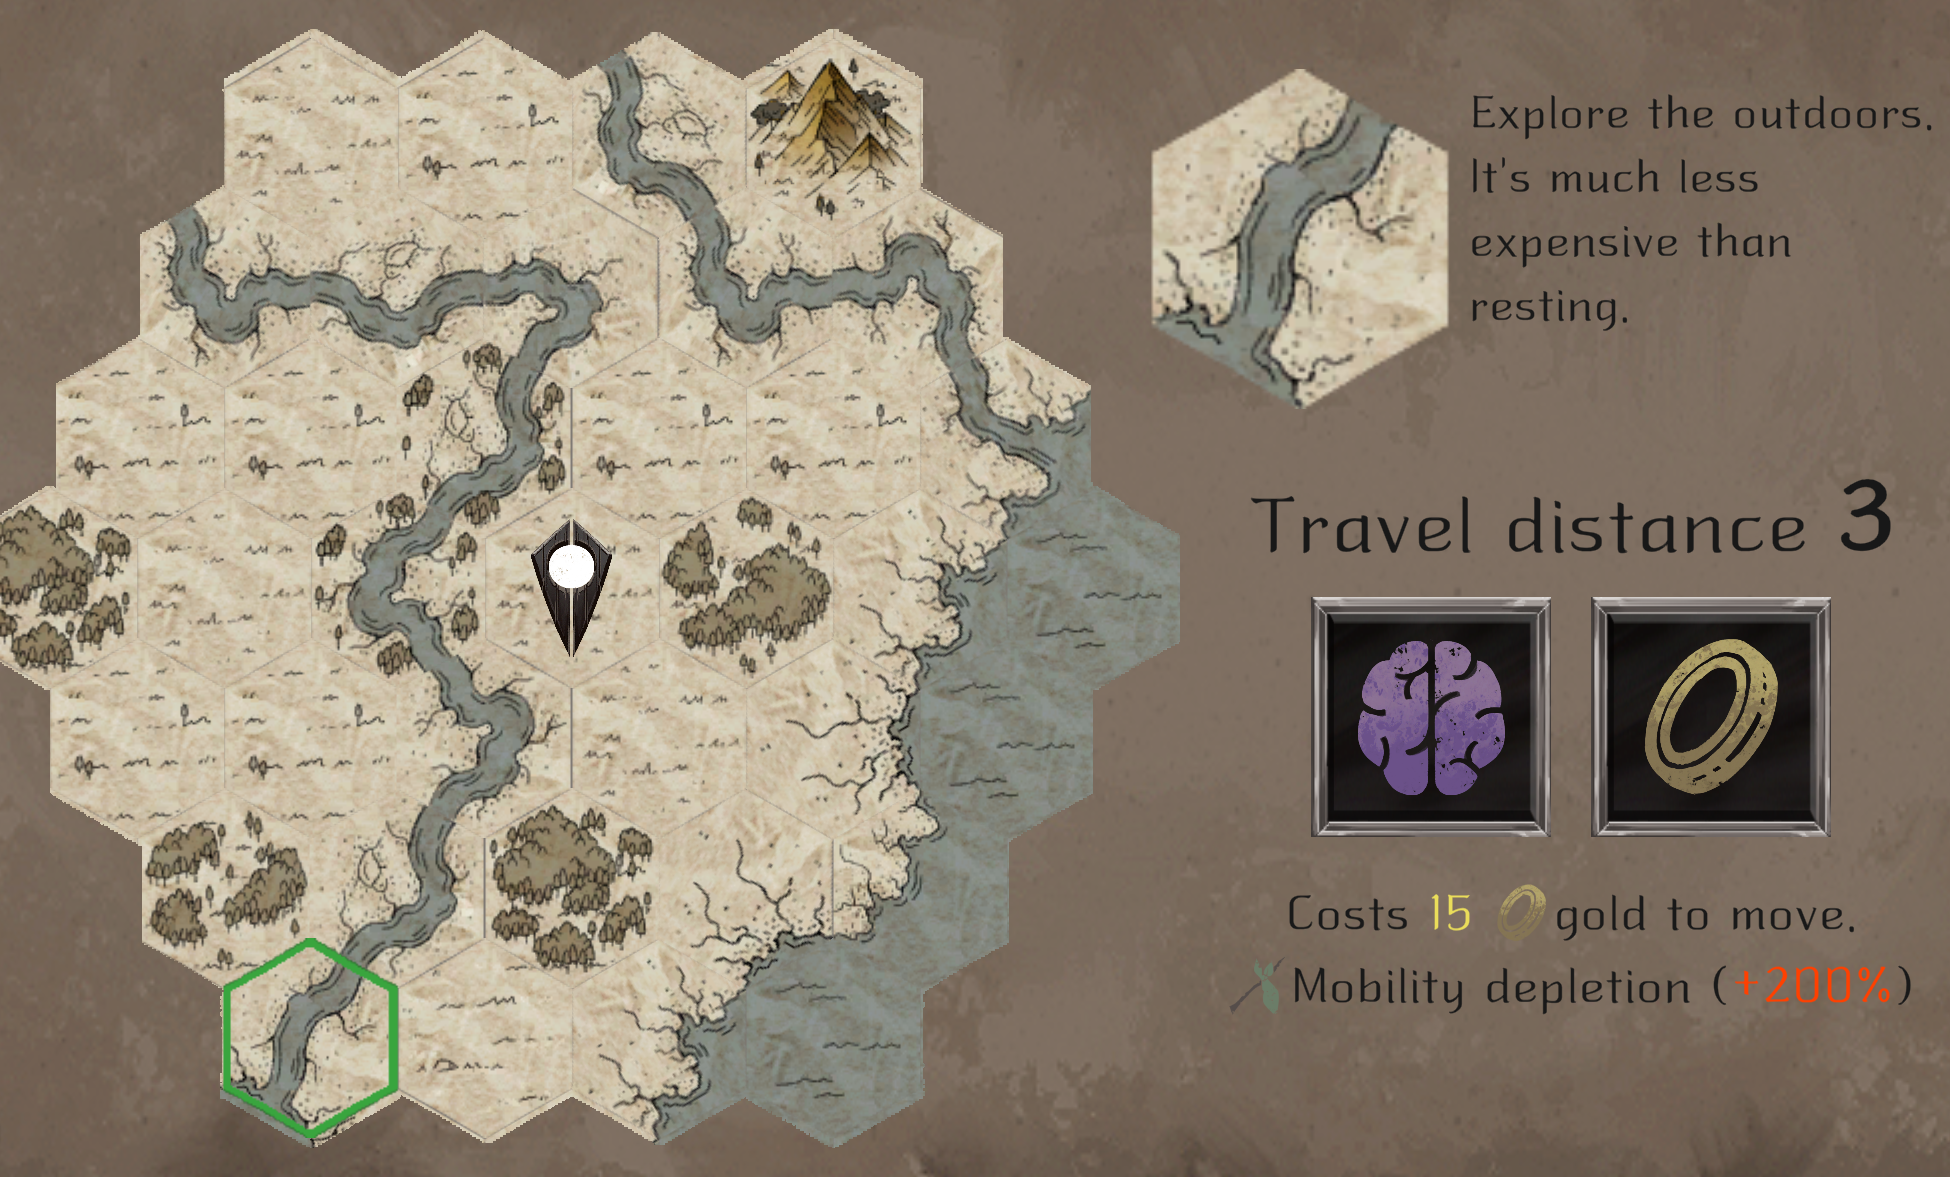 Explore the outdoors.
It's much less
expensive than
resting.
Travel distance 3
Costs 15 gold to move.
Mobility depletion (+200%)